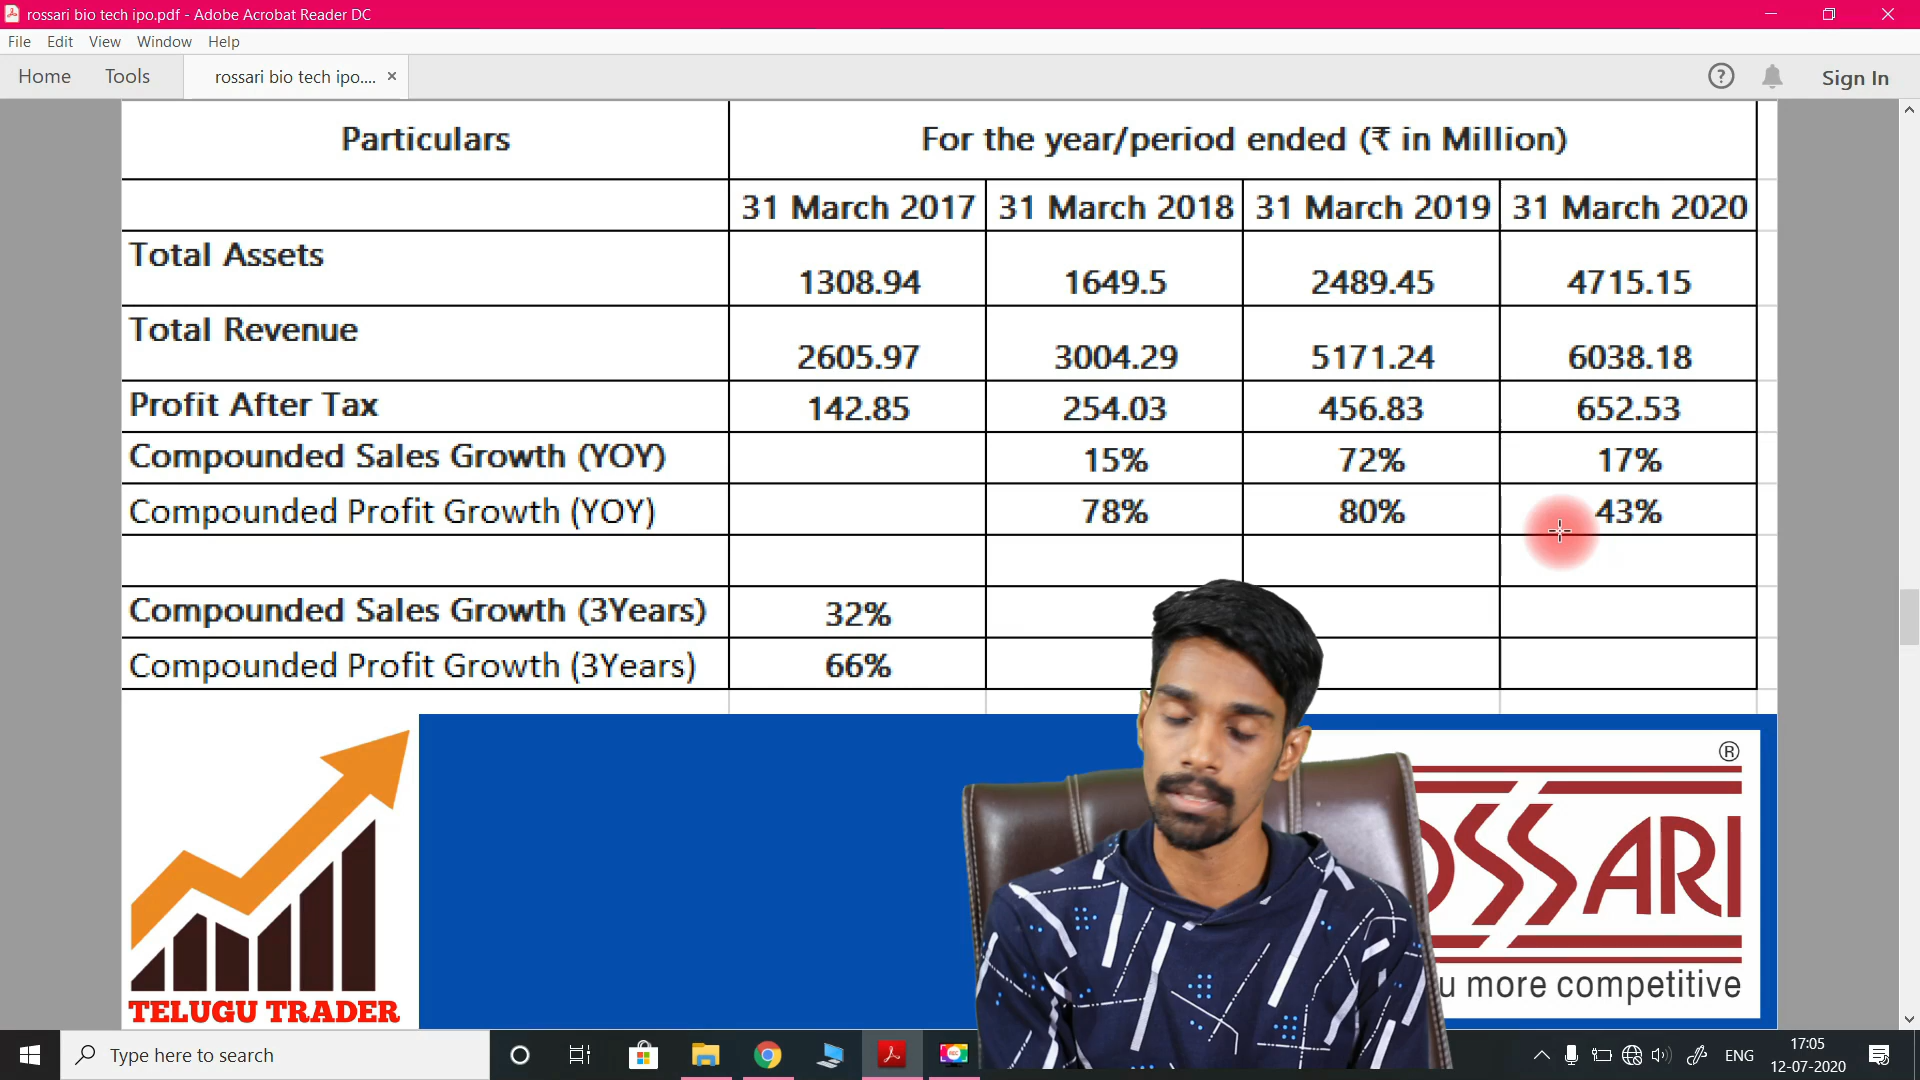 rossari bio tech ipo.pdf - Adobe Acrobat Reader DC
File Edit View Window Help
Home Tools rossari bio tech ipo.... × ? Sign In
Particulars For the year/period ended (₹ in Million)
31 March 2017 31 March 2018 31 March 2019 31 March 2020
Total Assets 1308.94 1649.5 2489.45 4715.15
Total Revenue 2605.97 3004.29 5171.24 6038.18
Profit After Tax 142.85 254.03 456.83 652.53
Compounded Sales Growth (YOY) 15% 72% 17%
Compounded Profit Growth (YOY) 78% 80% 43%
Compounded Sales Growth (3Years) 32%
Compounded Profit Growth (3Years) 66%
®
OSSARI
u more competitive
TELUGU TRADER
Type here to search
ENG
17:05
12-07-2020